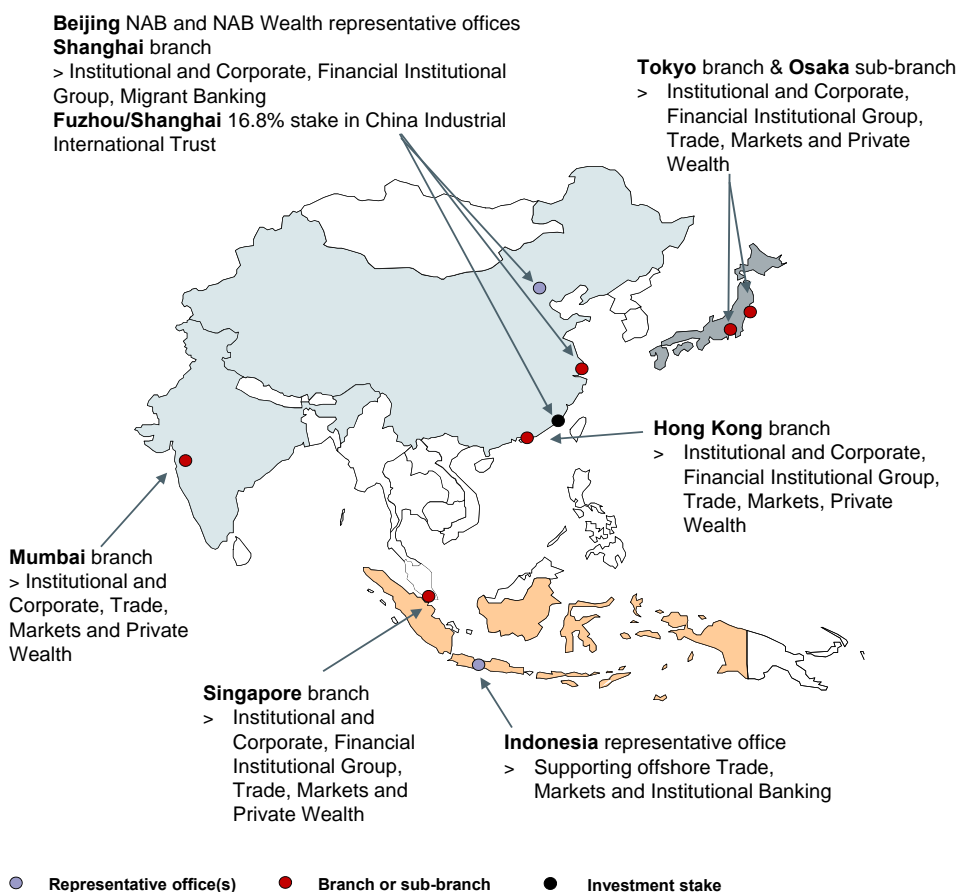 Beijing NAB and NAB Wealth representative offices
Shanghai branch
> Institutional and Corporate, Financial Institutional
Group, Migrant Banking
Fuzhou/Shanghai 16.8% stake in China Industrial
International Trust
Tokyo branch & Osaka sub-branch
> Institutional and Corporate,
Financial Institutional Group,
Trade, Markets and Private
Wealth
Hong Kong branch
> Institutional and Corporate,
Financial Institutional Group,
Trade, Markets, Private
Wealth
Mumbai branch
> Institutional and
Corporate, Trade,
Markets and Private
Wealth
Singapore branch
> Institutional and
Corporate, Financial
Institutional Group,
Trade, Markets and
Private Wealth
Indonesia representative office
> Supporting offshore Trade,
Markets and Institutional Banking
Representative office(s)
Branch or sub-branch
Investment stake